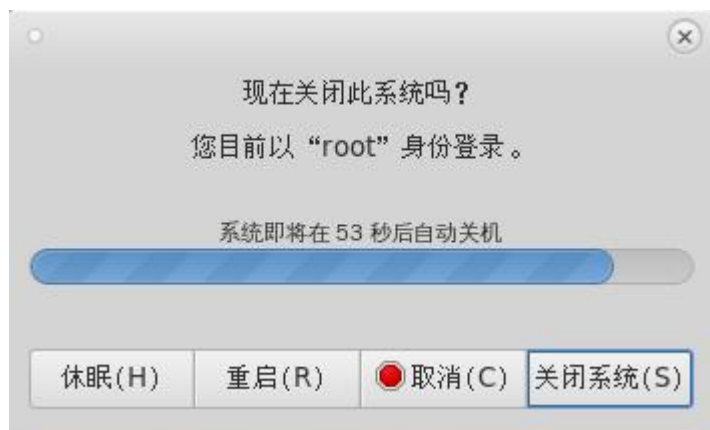 现在关闭此系统吗?
您目前以“root”身份登录。
系统即将在 53 秒后自动关机
休眠(H) 重启(R) 取消(C) 关闭系统(S)